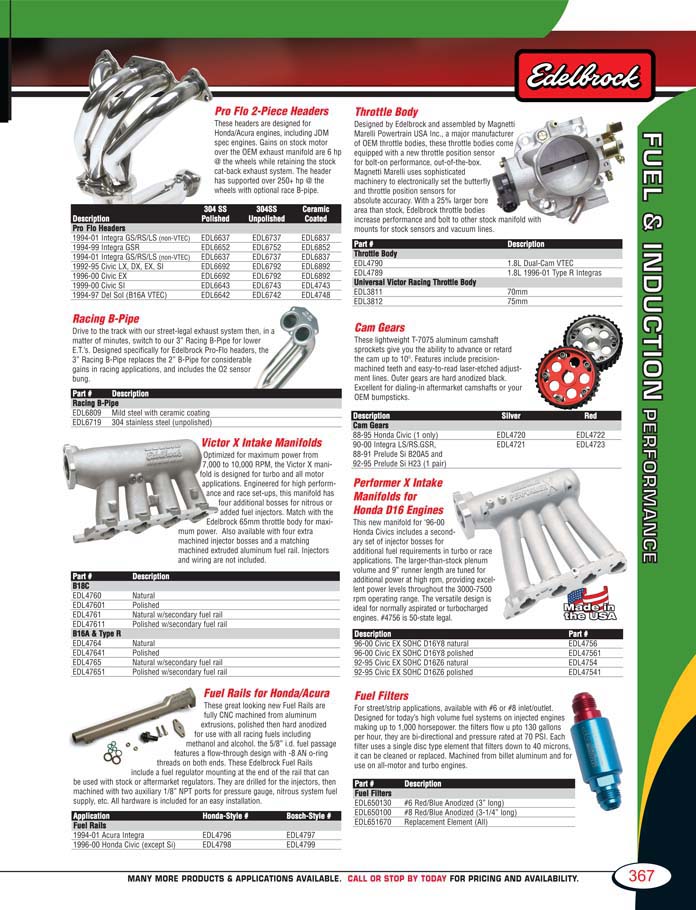 Edelbrock
FUEL & INDUCTION PERFORMANCE
Pro Flo 2-Piece Headers
These headers are designed for
Honda/Acura engines, including JDM
spec engines. Gains on stock motor
over the OEM exhaust manifold are 6 hp
@ the wheels while retaining the stock
cat-back exhaust system. The header
has supported over 250+ hp @ the
wheels with optional race B-pipe.
304 SS 304SS Ceramic
Description Polished Unpolished Coated
Pro Flo Headers
1994-01 Integra GS/RS/LS (non-VTEC) EDL6637 EDL6737 EDL6837
1994-99 Integra GSR EDL6652 EDL6752 EDL6852
1994-01 Integra GS/RS/LS (non-VTEC) EDL6637 EDL6737 EDL6837
1992-95 Civic LX, DX, EX, SI EDL6692 EDL6792 EDL6892
1996-00 Civic EX EDL6692 EDL6792 EDL6892
1999-00 Civic SI EDL6643 EDL6743 EDL4743
1994-97 Del Sol (B16A VTEC) EDL6642 EDL6742 EDL4748
Racing B-Pipe
Drive to the track with our street-legal exhaust system then, in a
matter of minutes, switch to our 3" Racing B-Pipe for lower
E.T.'s. Designed specifically for Edelbrock Pro-Flo headers, the
3" Racing B-Pipe replaces the 2" B-Pipe for considerable
gains in racing applications, and includes the O2 sensor
bung.
Part # Description
Racing B-Pipe
EDL6809 Mild steel with ceramic coating
EDL6719 304 stainless steel (unpolished)
Edelbrock
Victor X Intake Manifolds
Optimized for maximum power from
7,000 to 10,000 RPM, the Victor X mani-
fold is designed for turbo and all motor
applications. Engineered for high perform-
ance and race set-ups, this manifold has
four additional bosses for nitrous or
added fuel injectors. Match with the
Edelbrock 65mm throttle body for maxi-
mum power. Also available with four extra
machined injector bosses and a matching
machined extruded aluminum fuel rail. Injectors
and wiring are not included.
Part # Description
B18C
EDL4760 Natural
EDL47601 Polished
EDL4761 Natural w/secondary fuel rail
EDL47611 Polished w/secondary fuel rail
B16A & Type R
EDL4764 Natural
EDL47641 Polished
EDL4765 Natural w/secondary fuel rail
EDL47651 Polished w/secondary fuel rail
Fuel Rails for Honda/Acura
These great looking new Fuel Rails are
fully CNC machined from aluminum
extrusions, polished then hard anodized
for use with all racing fuels including
methanol and alcohol. the 5/8" i.d. fuel passage
features a flow-through design with -8 AN o-ring
threads on both ends. These Edelbrock Fuel Rails
include a fuel regulator mounting at the end of the rail that can
be used with stock or aftermarket regulators. They are drilled for the injectors, then
machined with two auxiliary 1/8" NPT ports for pressure gauge, nitrous system fuel
supply, etc. All hardware is included for an easy installation.
Application Honda-Style # Bosch-Style #
Fuel Rails
1994-01 Acura Integra EDL4796 EDL4797
1996-00 Honda Civic (except Si) EDL4798 EDL4799
Throttle Body
Designed by Edelbrock and assembled by Magnetti
Marelli Powertrain USA Inc., a major manufacturer
of OEM throttle bodies, these throttle bodies come
equipped with a new throttle position sensor
for bolt-on performance, out-of-the-box.
Magnetti Marelli uses sophisticated
machinery to electronically set the butterfly
and throttle position sensors for
absolute accuracy. With a 25% larger bore
area than stock, Edelbrock throttle bodies
increase performance and bolt to other stock manifold with
mounts for stock sensors and vacuum lines.
Part # Description
Throttle Body
EDL4790 1.8L Dual-Cam VTEC
EDL4789 1.8L 1996-01 Type R Integras
Universal Victor Racing Throttle Body
EDL3811 70mm
EDL3812 75mm
Cam Gears
These lightweight T-7075 aluminum camshaft
sprockets give you the ability to advance or retard
the cam up to 10º. Features include precision-
machined teeth and easy-to-read laser-etched adjust-
ment lines. Outer gears are hard anodized black.
Excellent for dialing-in aftermarket camshafts or your
OEM bumpsticks.
Description Silver Red
Cam Gears
88-95 Honda Civic (1 only) EDL4720 EDL4722
90-00 Integra LS/RS.GSR, EDL4721 EDL4723
88-91 Prelude Si B20A5 and
92-95 Prelude Si H23 (1 pair)
Performer X Intake
Manifolds for
Honda D16 Engines
This new manifold for '96-00
Honda Civics includes a second-
ary set of injector bosses for
additional fuel requirements in turbo or race
applications. The larger-than-stock plenum
volume and 9" runner length are tuned for
additional power at high rpm, providing excel-
lent power levels throughout the 3000-7500
rpm operating range. The versatile design is
ideal for normally aspirated or turbocharged
engines. #4756 is 50-state legal.
PERFORMER X
Made in
the USA
Description Part #
96-00 Civic EX SOHC D16Y8 natural EDL4756
96-00 Civic EX SOHC D16Y8 polished EDL47561
92-95 Civic EX SOHC D16Z6 natural EDL4754
92-95 Civic EX SOHC D16Z6 polished EDL47541
Fuel Filters
For street/strip applications, available with #6 or #8 inlet/outlet.
Designed for today's high volume fuel systems on injected engines
making up to 1,000 horsepower. the filters flow u pto 130 gallons
per hour, they are bi-directional and pressure rated at 70 PSI. Each
filter uses a single disc type element that filters down to 40 microns,
it can be cleaned or replaced. Machined from billet aluminum and for
use on all-motor and turbo engines.
Part # Description
Fuel Filters
EDL650130 #6 Red/Blue Anodized (3" long)
EDL650100 #8 Red/Blue Anodized (3-1/4" long)
EDL651670 Replacement Element (All)
MANY MORE PRODUCTS & APPLICATIONS AVAILABLE. CALL OR STOP BY TODAY FOR PRICING AND AVAILABILITY.
367